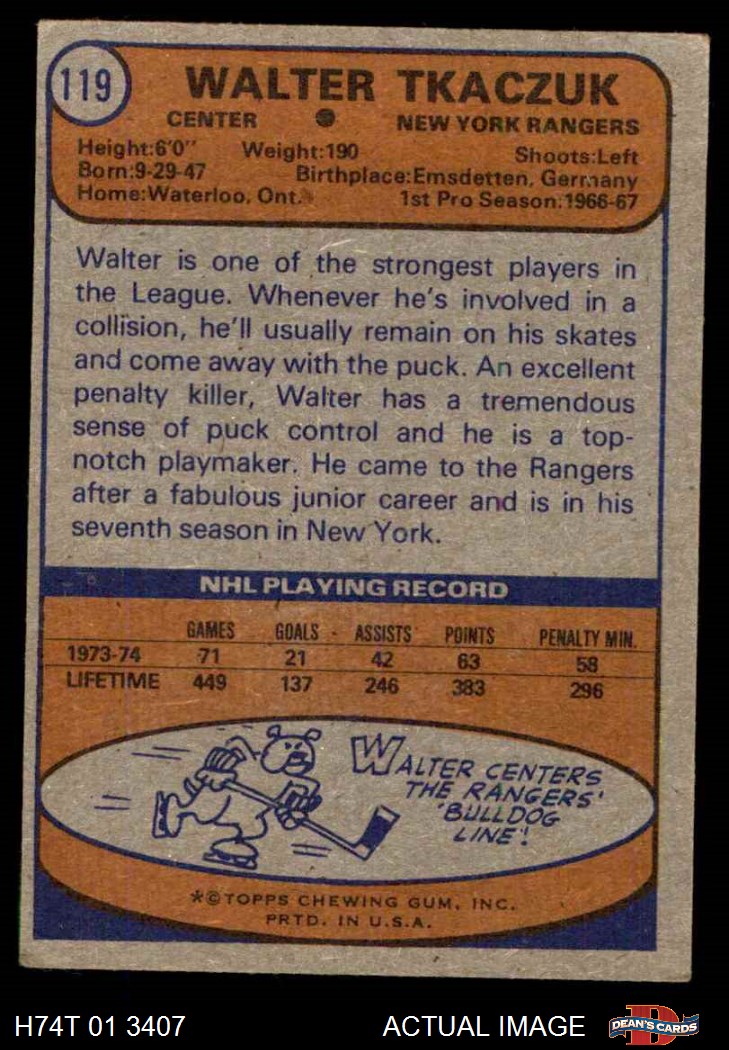 119
WALTER TKACZUK
CENTER ● NEW YORK RANGERS
Height:6'0" Weight:190 Shoots:Left
Born:9-29-47 Birthplace:Emsdetten, Germany
Home:Waterloo, Ont. 1st Pro Season:1966-67
Walter is one of the strongest players in
the League. Whenever he's involved in a
collision, he'll usually remain on his skates
and come away with the puck. An excellent
penalty killer, Walter has a tremendous
sense of puck control and he is a top-
notch playmaker. He came to the Rangers
after a fabulous junior career and is in his
seventh season in New York.
NHL PLAYING RECORD
GAMES GOALS ASSISTS POINTS PENALTY MIN.
1973-74 71 21 42 63 58
LIFETIME 449 137 246 383 296
WALTER CENTERS
THE RANGERS'
'BULLDOG
LINE'!
*©TOPPS CHEWING GUM, INC.
PRTD. IN U.S.A.
H74T 01 3407 ACTUAL IMAGE DEAN'S CARDS